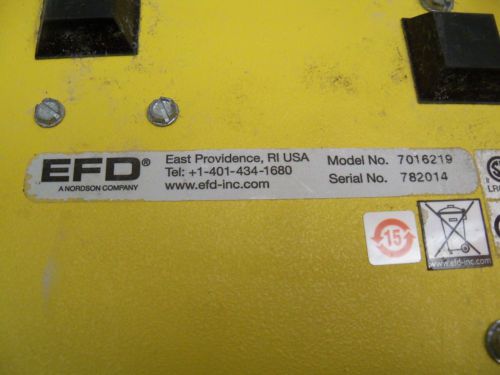 EFD® East Providence, RI USA Model No. 7016219
A NORDSON COMPANY Tel: +1-401-434-1680 Serial No. 782014
www.efd-inc.com
15
www.efd-inc.com
LR